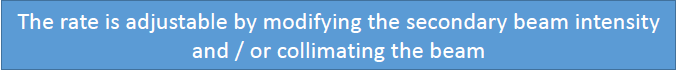 The rate is adjustable by modifying the secondary beam intensity
and / or collimating the beam